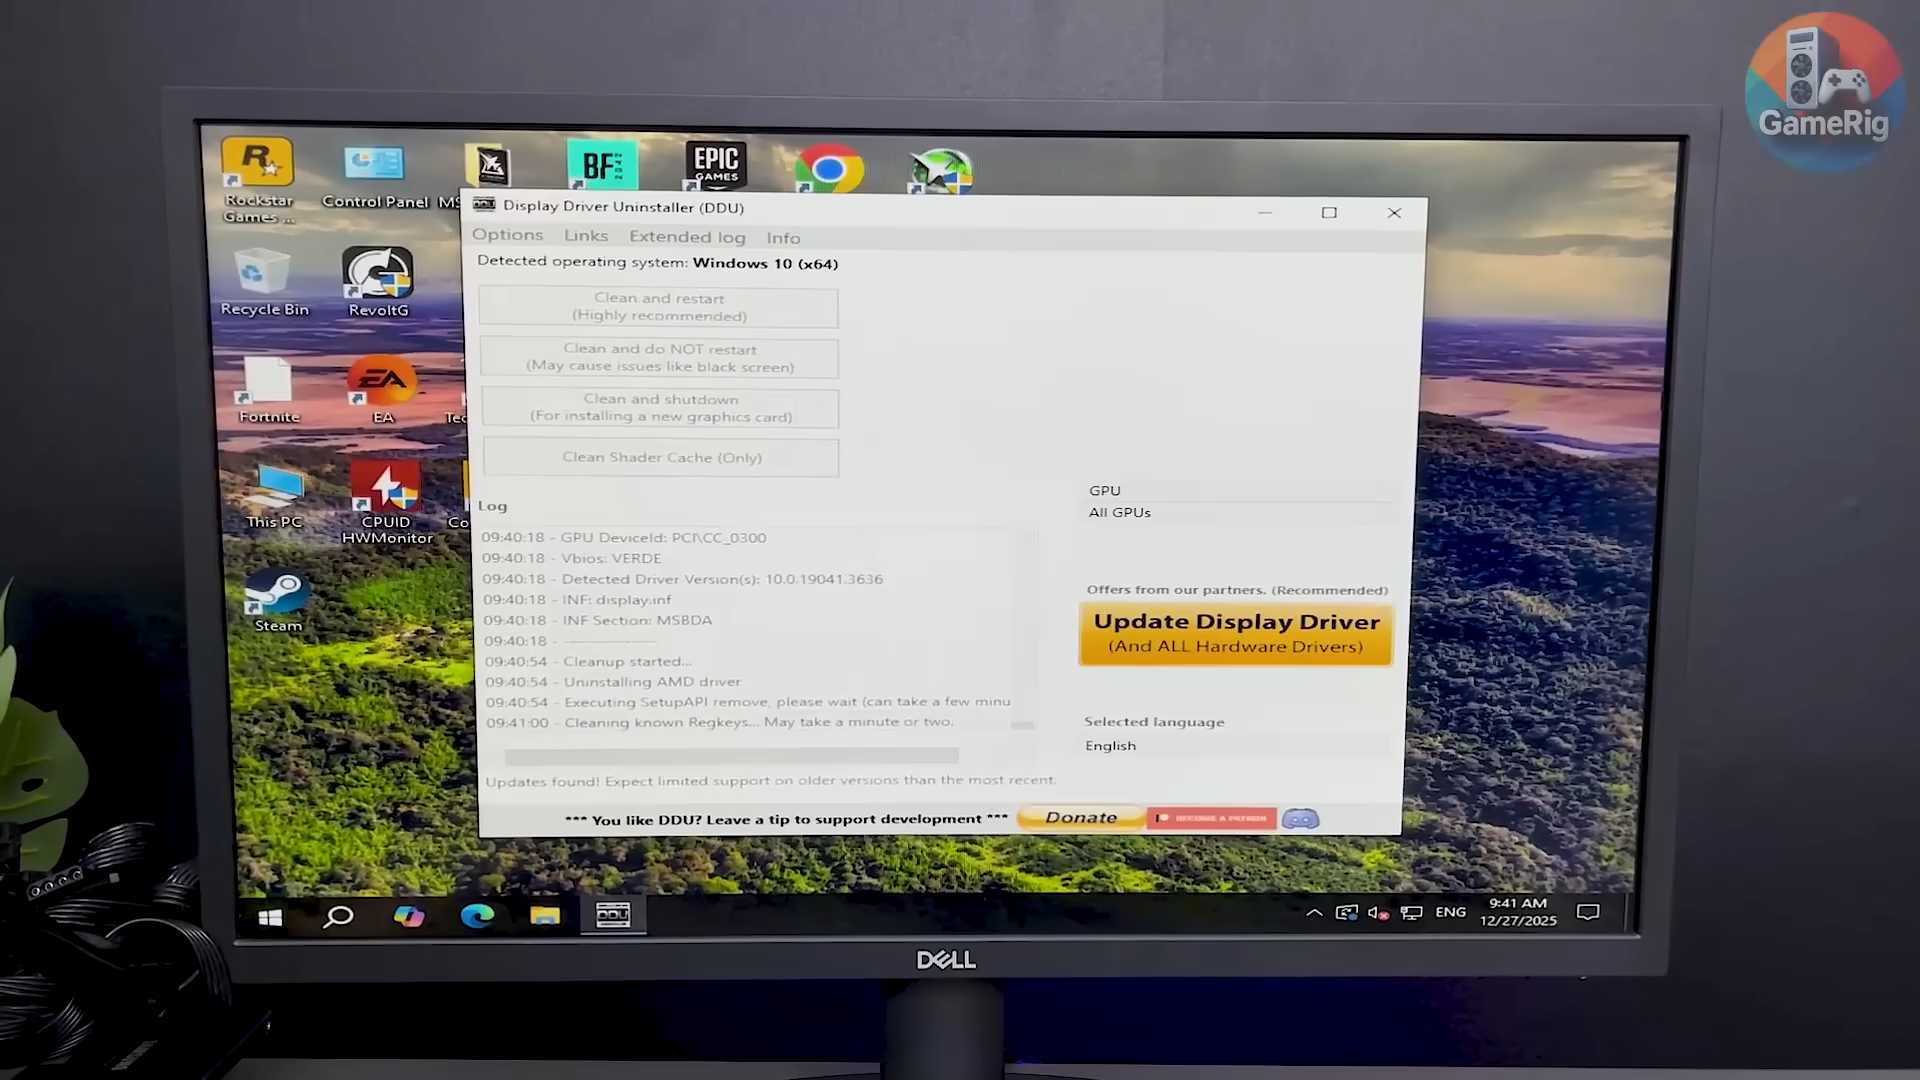 GameRig
R
BF
EPIC
GAMES
Rockstar
Games ...
Control Panel
MS
Display Driver Uninstaller (DDU)
Options
Links
Extended log
Info
Detected operating system: Windows 10 (x64)
Clean and restart
(Highly recommended)
Clean and do NOT restart
(May cause issues like black screen)
Clean and shutdown
(For installing a new graphics card)
Clean Shader Cache (Only)
Recycle Bin
RevoltG
EA
Fortnite
EA
Tec
This PC
CPUID
HWMonitor
Co
Steam
Log
09:40:18 - GPU DeviceId: PCI\CC_0300
09:40:18 - Vbios: VERDE
09:40:18 - Detected Driver Version(s): 10.0.19041.3636
09:40:18 - INF: display.inf
09:40:18 - INF Section: MSBDA
09:40:18 - --------------
09:40:54 - Cleanup started...
09:40:54 - Uninstalling AMD driver
09:40:54 - Executing SetupAPI remove, please wait (can take a few minu
09:41:00 - Cleaning known Regkeys... May take a minute or two.
GPU
All GPUs
Offers from our partners. (Recommended)
Update Display Driver
(And ALL Hardware Drivers)
Selected language
English
Updates found! Expect limited support on older versions than the most recent.
*** You like DDU? Leave a tip to support development ***
Donate
BECOME A PATRON
DDU
ENG
9:41 AM
12/27/2025
DELL